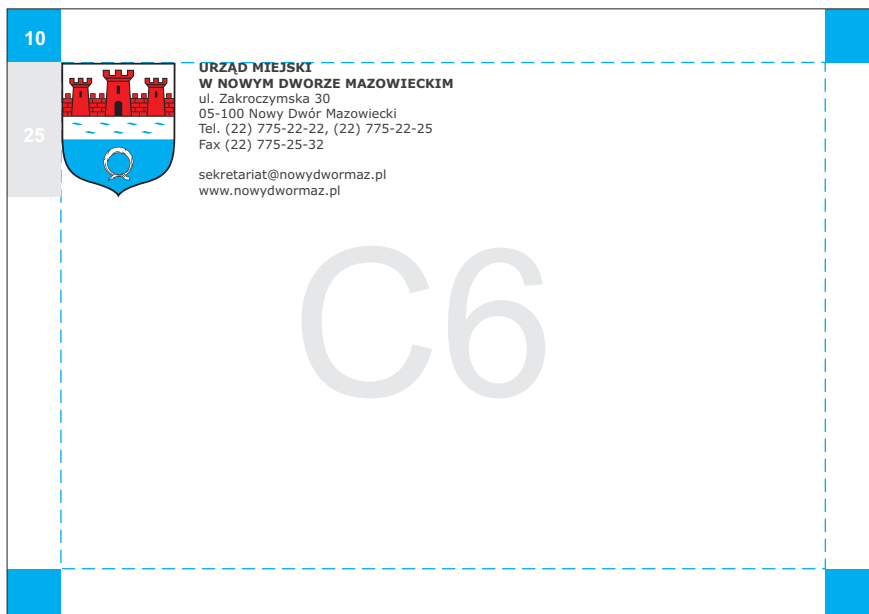 10
25
URZĄD MIEJSKI
W NOWYM DWORZE MAZOWIECKIM
ul. Zakroczymska 30
05-100 Nowy Dwór Mazowiecki
Tel. (22) 775-22-22, (22) 775-22-25
Fax (22) 775-25-32
sekretariat@nowydwormaz.pl
www.nowydwormaz.pl
C6